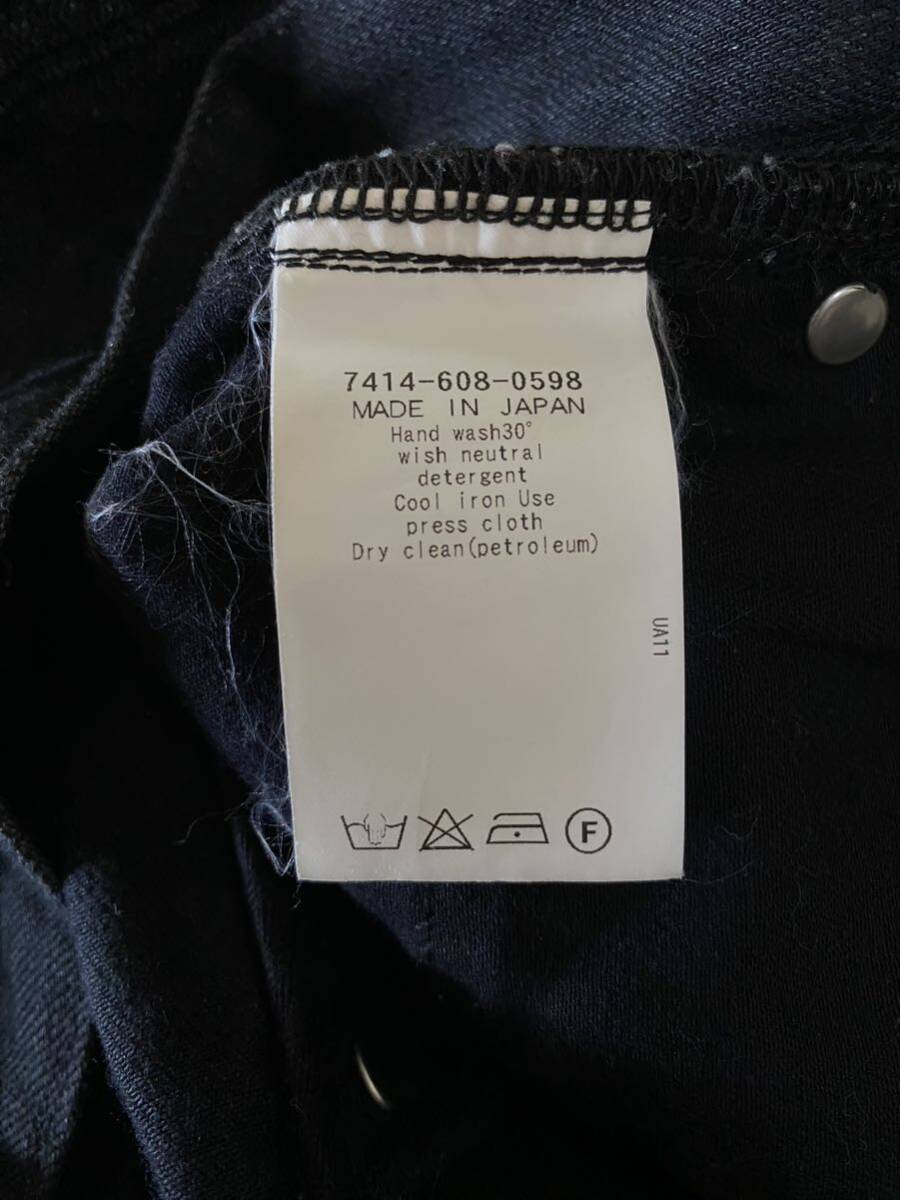 7414-608-0598
MADE IN JAPAN
Hand wash30°
wish neutral
detergent
Cool iron Use
press cloth
Dry clean(petroleum)
UA11
F